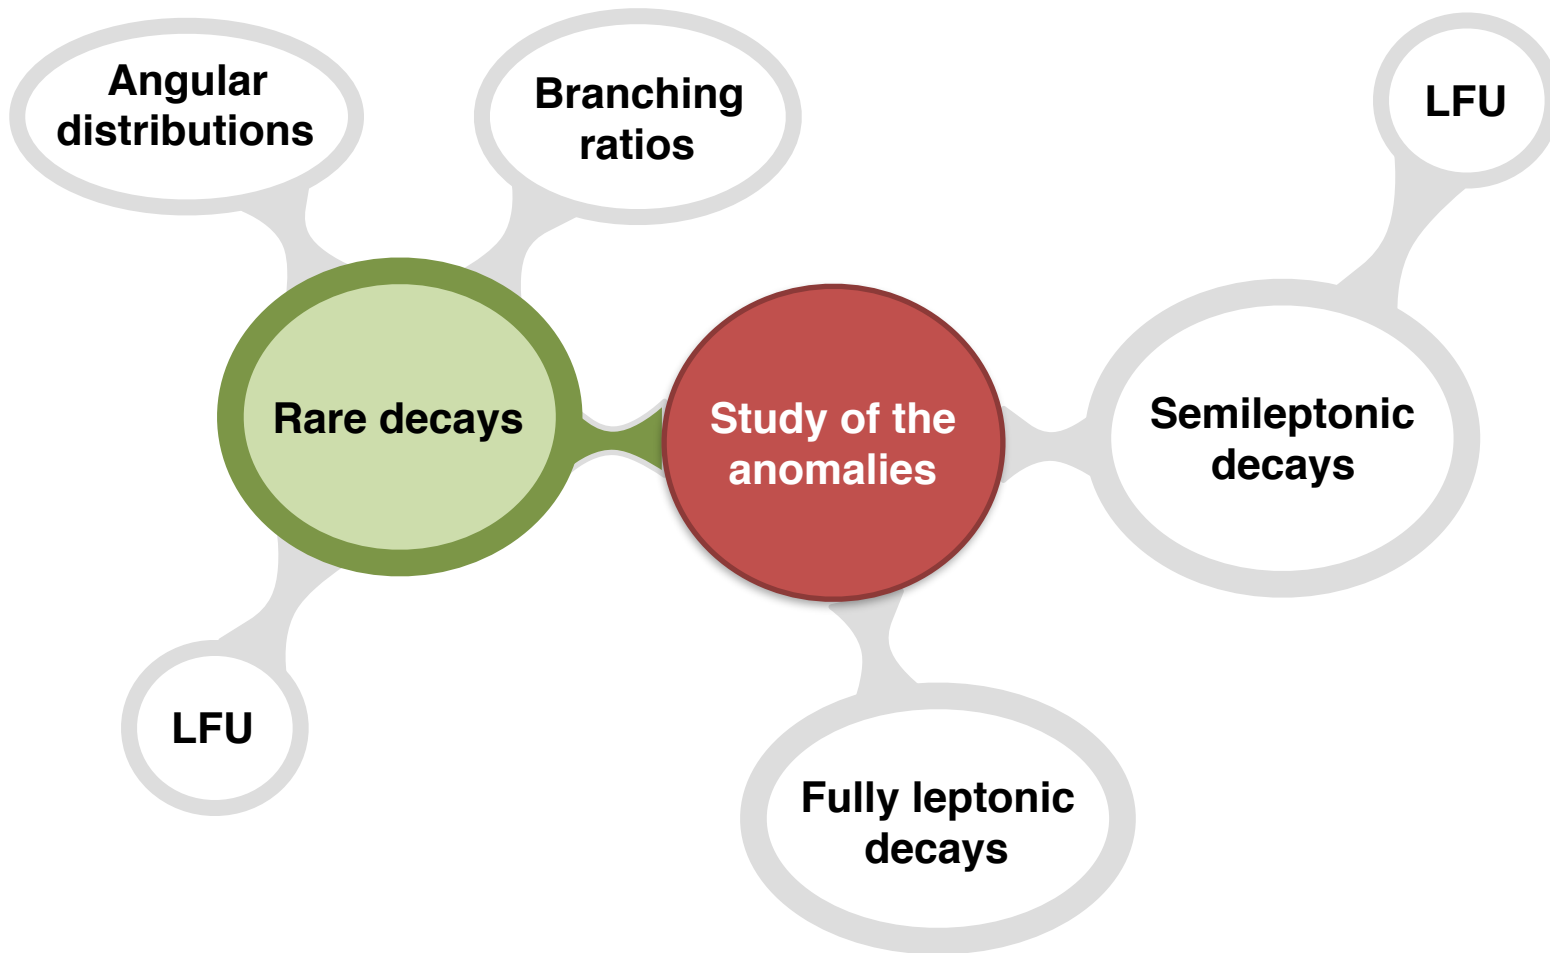 Angular
distributions
Branching
ratios
LFU
Rare decays
Study of the
anomalies
Semileptonic
decays
LFU
Fully leptonic
decays